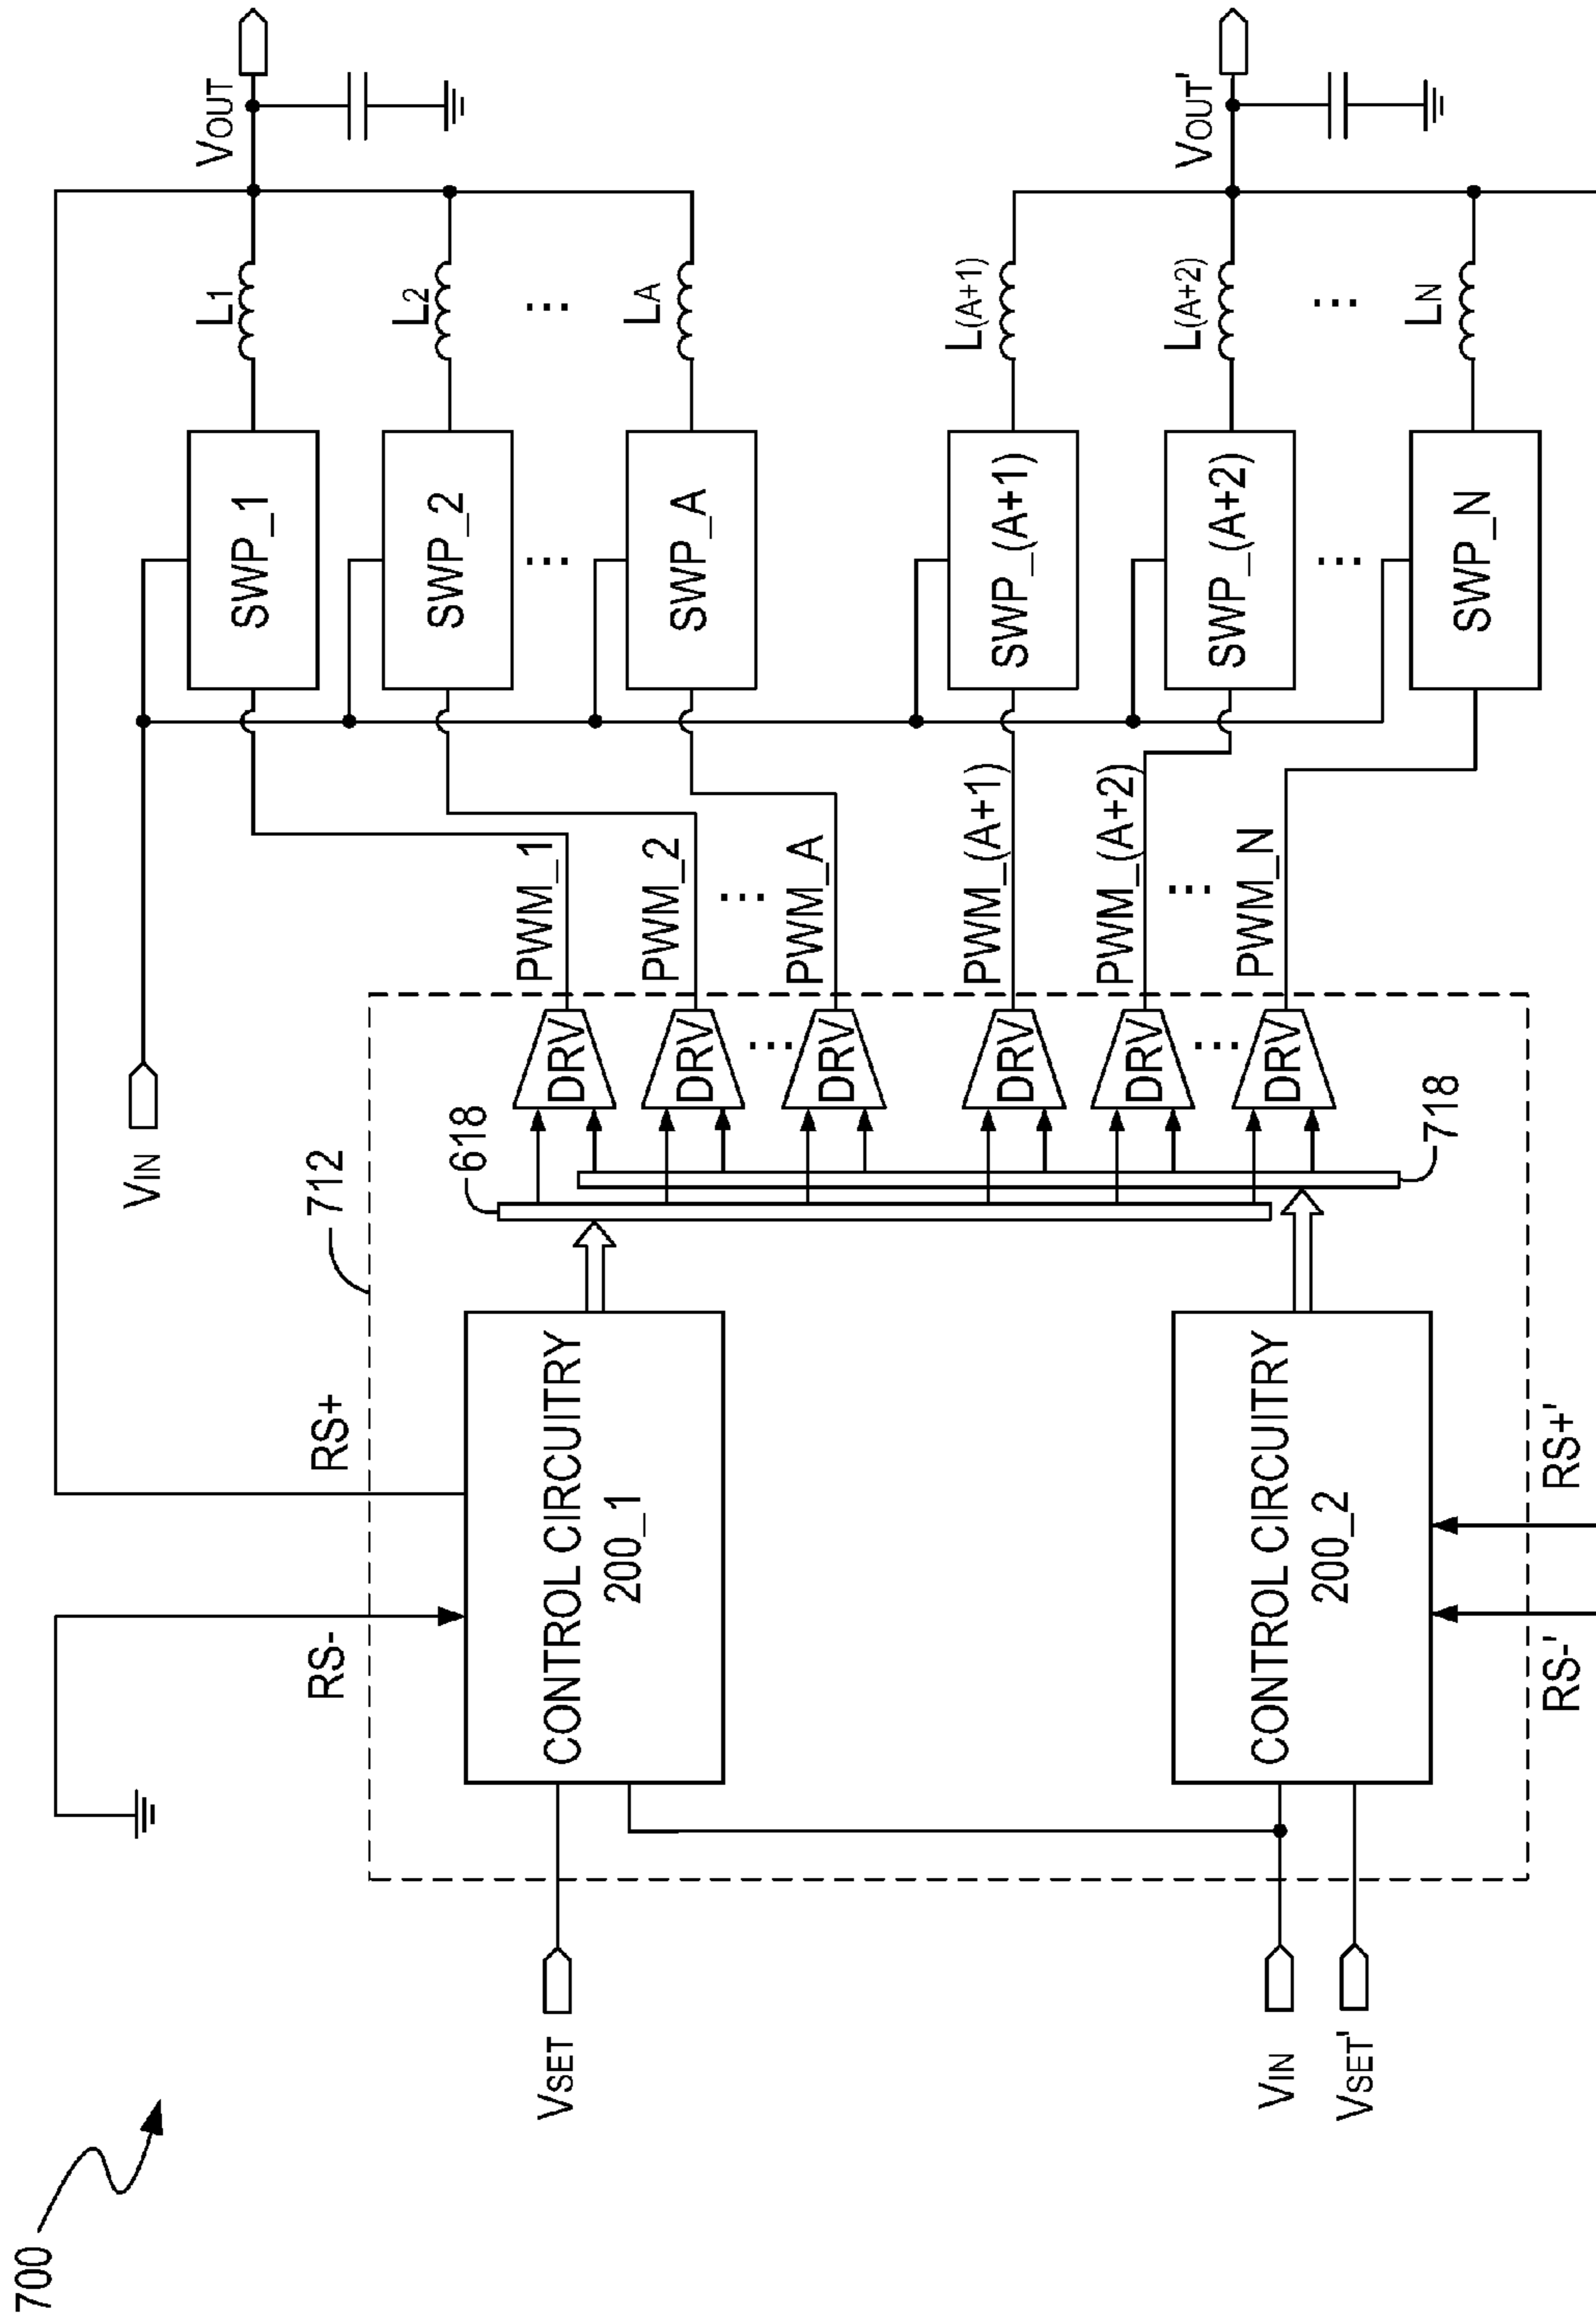 700
VSET
VIN
VSET'
RS-
RS+
712
CONTROL CIRCUITRY
200_1
CONTROL CIRCUITRY
200_2
RS-'
RS+'
VIN
618
718
DRV
DRV
...
DRV
DRV
DRV
...
DRV
PWM_1
PWM_2
...
PWM_A
PWM_(A+1)
PWM_(A+2)
...
PWM_N
SWP_1
SWP_2
...
SWP_A
SWP_(A+1)
SWP_(A+2)
...
SWP_N
L1
L2
...
LA
L(A+1)
L(A+2)
...
LN
VOUT
VOUT'